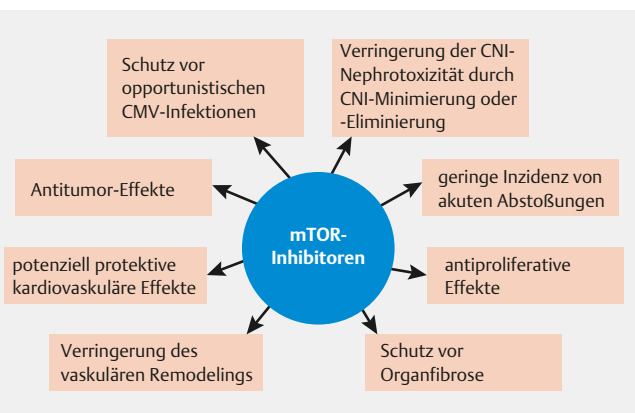 Schutz vor
opportunistischen
CMV-Infektionen
Verringerung der CNI-
Nephrotoxizität durch
CNI-Minimierung oder
-Eliminierung
Antitumor-Effekte
geringe Inzidenz von
akuten Abstoßungen
mTOR-
Inhibitoren
potenziell protektive
kardiovaskuläre Effekte
antiproliferative
Effekte
Verringerung des
vaskulären Remodelings
Schutz vor
Organfibrose